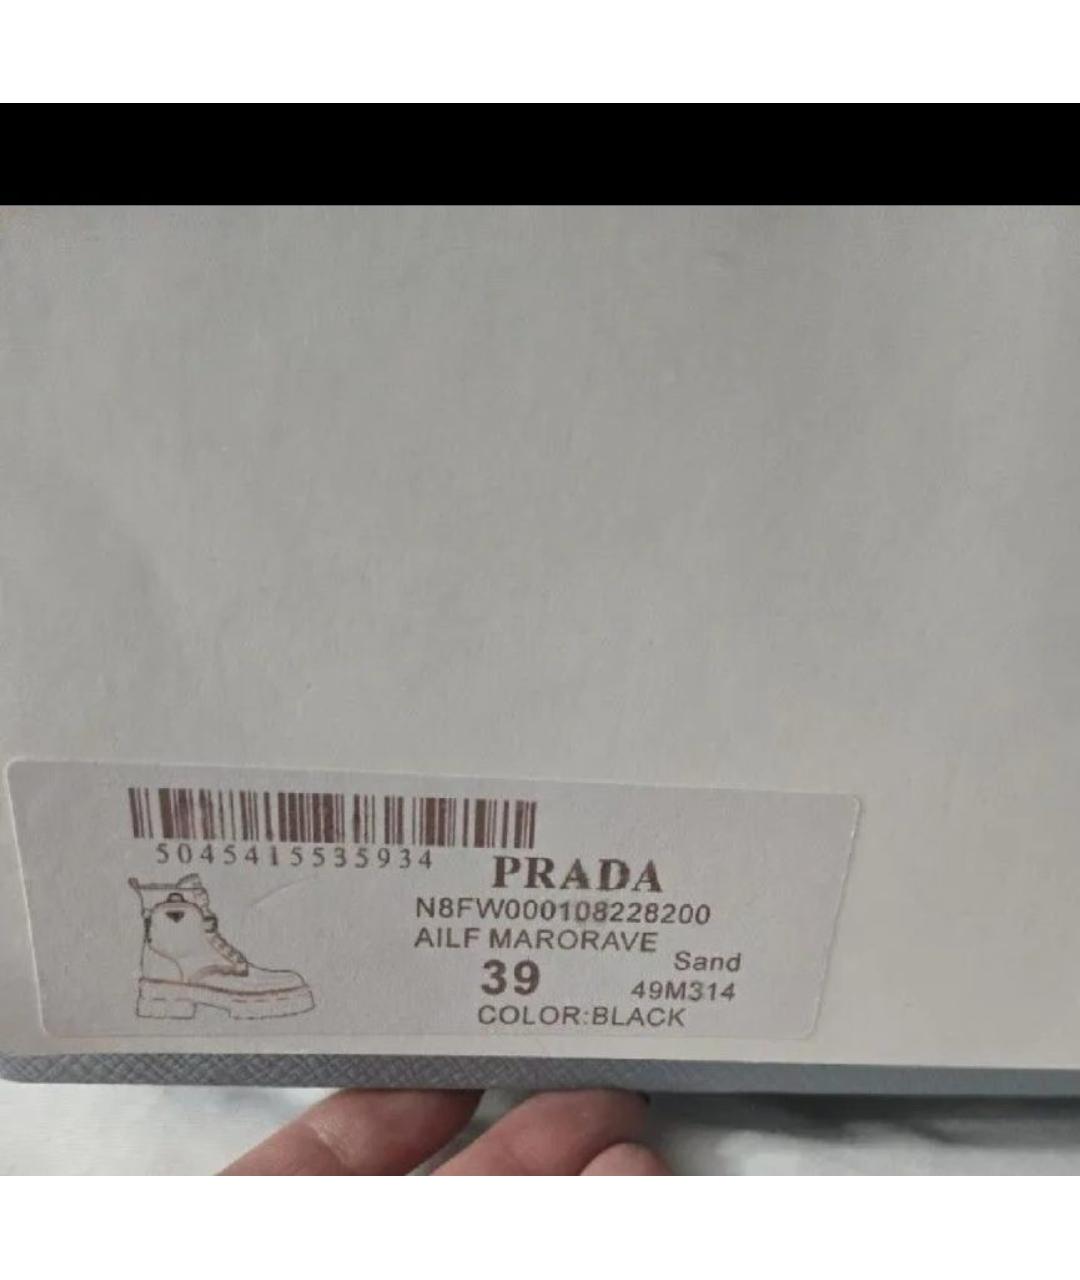 5045415535934
PRADA
N8FW000108228200
AILF MARORAVE
Sand
39
49M314
COLOR:BLACK